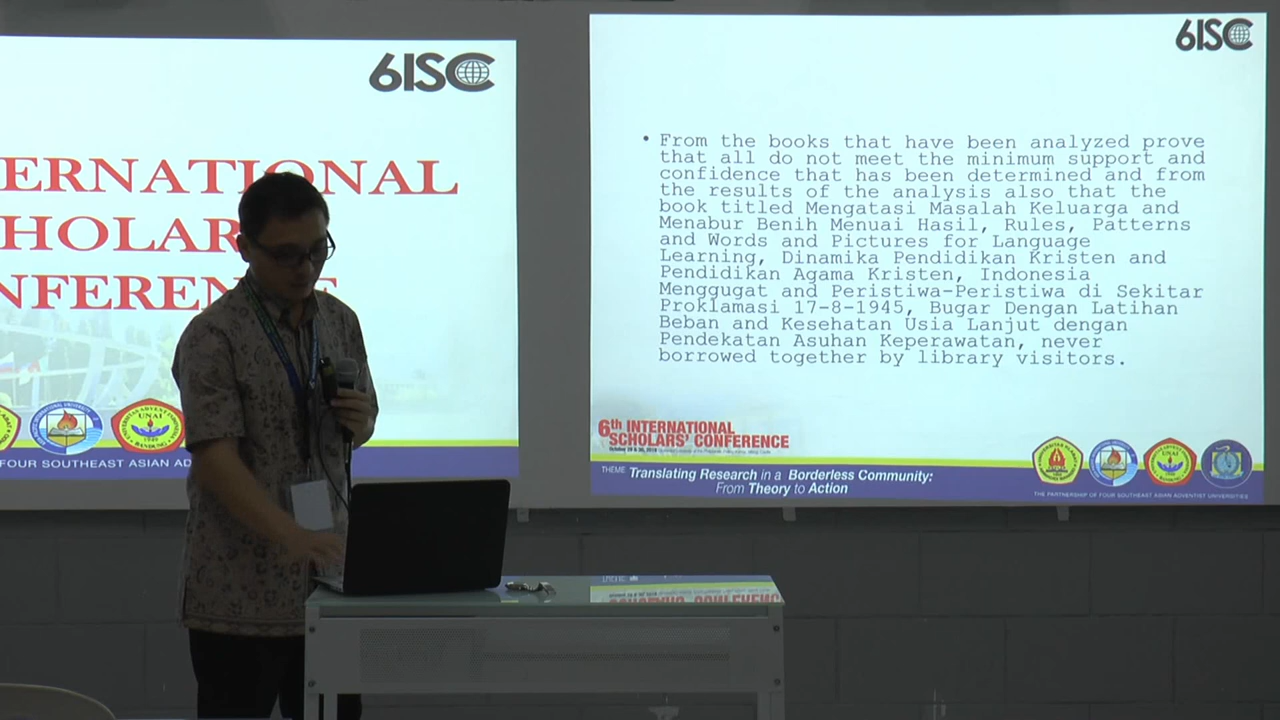 6ISC
ERNATIONAL
HOLAR
NFEREN E
UNAI
FOUR SOUTHEAST ASIAN AD
6ISC
• From the books that have been analyzed prove
that all do not meet the minimum support and
confidence that has been determined and from
the results of the analysis also that the
book titled Mengatasi Masalah Keluarga and
Menabur Benih Menuai Hasil, Rules, Patterns
and Words and Pictures for Language
Learning, Dinamika Pendidikan Kristen and
Pendidikan Agama Kristen, Indonesia
Menggugat and Peristiwa-Peristiwa di Sekitar
Proklamasi 17-8-1945, Bugar Dengan Latihan
Beban and Kesehatan Usia Lanjut dengan
Pendekatan Asuhan Keperawatan, never
borrowed together by library visitors.
6th INTERNATIONAL
SCHOLARS' CONFERENCE
THEME: Translating Research in a Borderless Community:
From Theory to Action
UNAI
THE PARTNERSHIP OF FOUR SOUTHEAST ASIAN ADVENTIST UNIVERSITIES